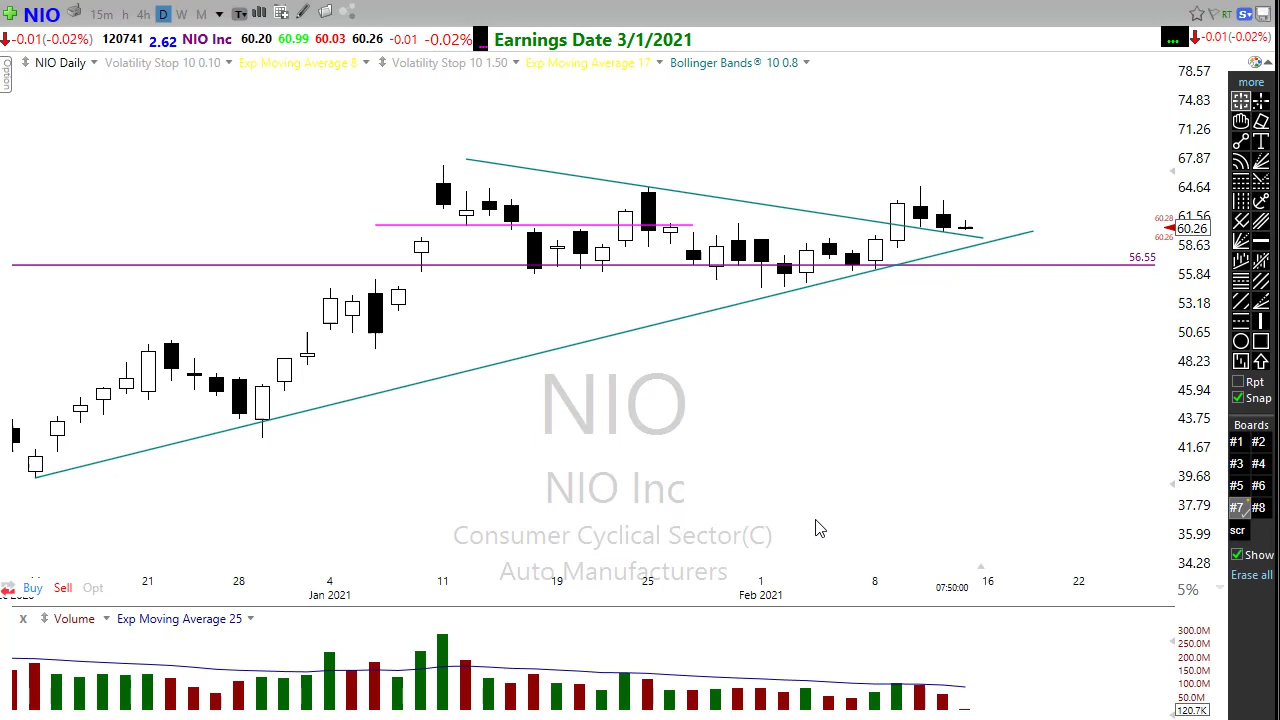 NIO 15m h 4h D W M T RT S
-0.01(-0.02%) 120741 2.62 NIO Inc 60.20 60.99 60.03 60.26 -0.01 -0.02% ... Earnings Date 3/1/2021 ... -0.01(-0.02%)
Option
NIO Daily Volatility Stop 10 0.10 Exp Moving Average 8 Volatility Stop 10 1.50 Exp Moving Average 17 Bollinger Bands® 10 0.8
78.57
74.83
71.26
67.87
64.64
61.56
60.28
60.26
60.26
58.63
56.55
55.84
53.18
50.65
48.23
45.94
43.75
41.67
39.68
37.79
35.99
34.28
5%
NIO
NIO Inc
Consumer Cyclical Sector(C)
Auto Manufacturers
more
T
Rpt
Snap
Boards
#1 #2
#3 #4
#5 #6
#7 #8
scr
Show
Erase all
21 28 4 11 19 25 1 8 16 22
Jan 2021 Feb 2021 07:50:00
Buy Sell Opt
X Volume Exp Moving Average 25
300.0M
250.0M
200.0M
150.0M
100.0M
50.0M
120.7K